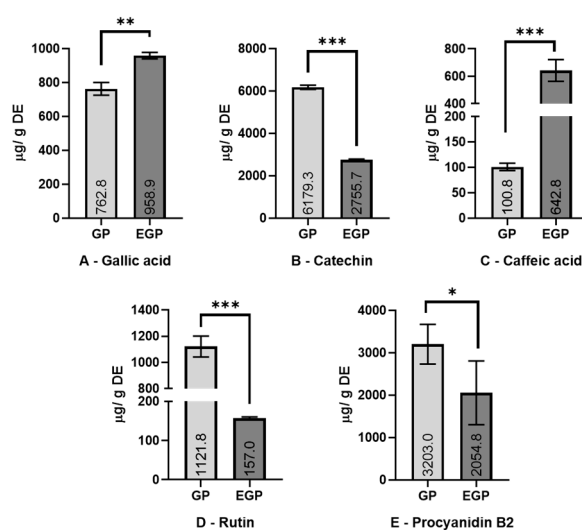 **
1000
800
600
400
200
0
µg/ g DE
762.8
958.9
GP
EGP
A - Gallic acid
***
8000
6000
4000
2000
0
µg/ g DE
6179.3
2755.7
GP
EGP
B - Catechin
***
800
600
400
200
150
100
50
0
µg/ g DE
100.8
642.8
GP
EGP
C - Caffeic acid
***
1400
1200
1000
800
200
100
0
µg/ g DE
1121.8
157.0
GP
EGP
D - Rutin
*
4000
3000
2000
1000
0
µg/ g DE
3203.0
2054.8
GP
EGP
E - Procyanidin B2